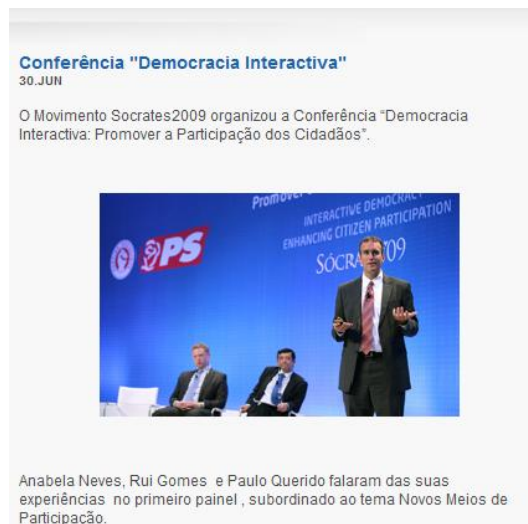 Conferência "Democracia Interactiva"
30.JUN
O Movimento Socrates2009 organizou a Conferência “Democracia
Interactiva: Promover a Participação dos Cidadãos”.
Promover a
INTERACTIVE DEMOCRACY
ENHANCING CITIZEN PARTICIPATION
PS
Anabela Neves, Rui Gomes e Paulo Querido falaram das suas
experiências no primeiro painel , subordinado ao tema Novos Meios de
Participação.